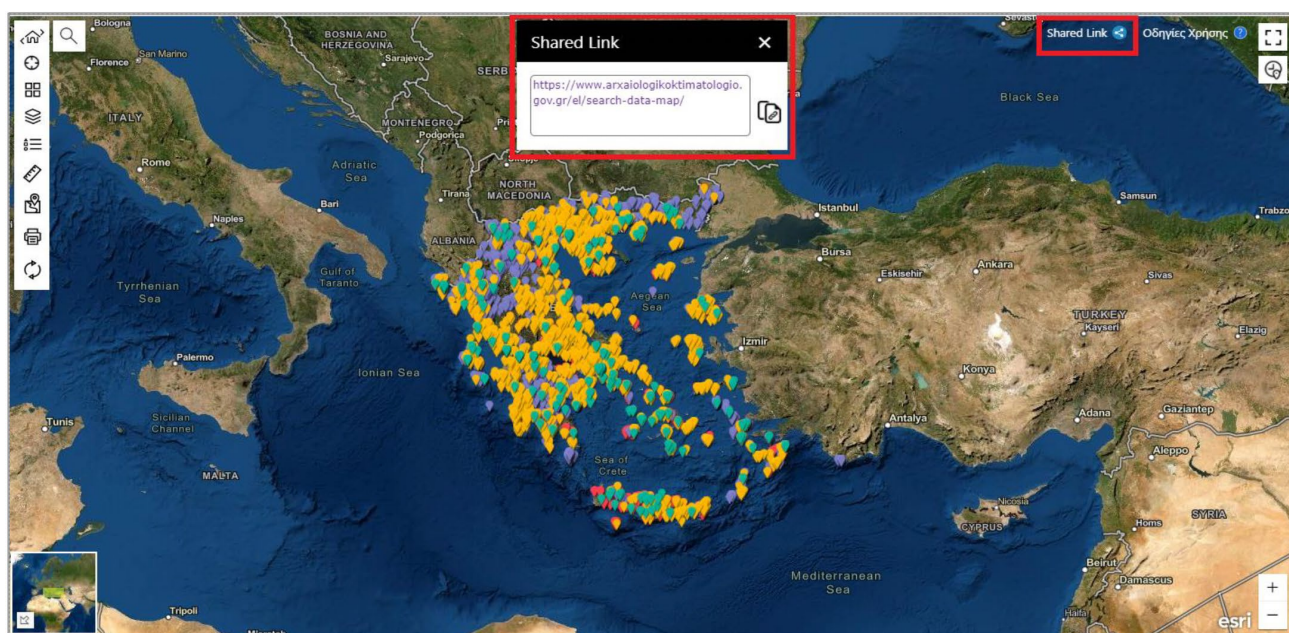 Bologna
San Marino
Florence
BOSNIA AND
HERZEGOVINA
Sarajevo
SERB
Shared Link
https://www.arxaiologikoktimatologio.
gov.gr/el/search-data-map/
Shared Link
Οδηγίες Χρήσης
Black Sea
ITALY
MONTENEGRO
Podgorica
Rome
Adriatic
Sea
Tirana
NORTH
MACEDONIA
Bari
Naples
ALBANIA
Istanbul
Samsun
Trabzo
Bursa
Ankara
Eskisehir
Sivas
Gulf of
Taranto
Tyrrhenian
Sea
Aegean
Sea
TURKEY
Kayseri
Elazig
Izmir
Palermo
Ionian Sea
Konya
Sicilian
Channel
Tunis
Antalya
Adana
Gaziantep
Aleppo
Sea of
Crete
MALTA
Nicosia
CYPRUS
SYRIA
Homs
Beirut
Damascus
Mediterranean
Sea
Tripoli
Haifa
esri